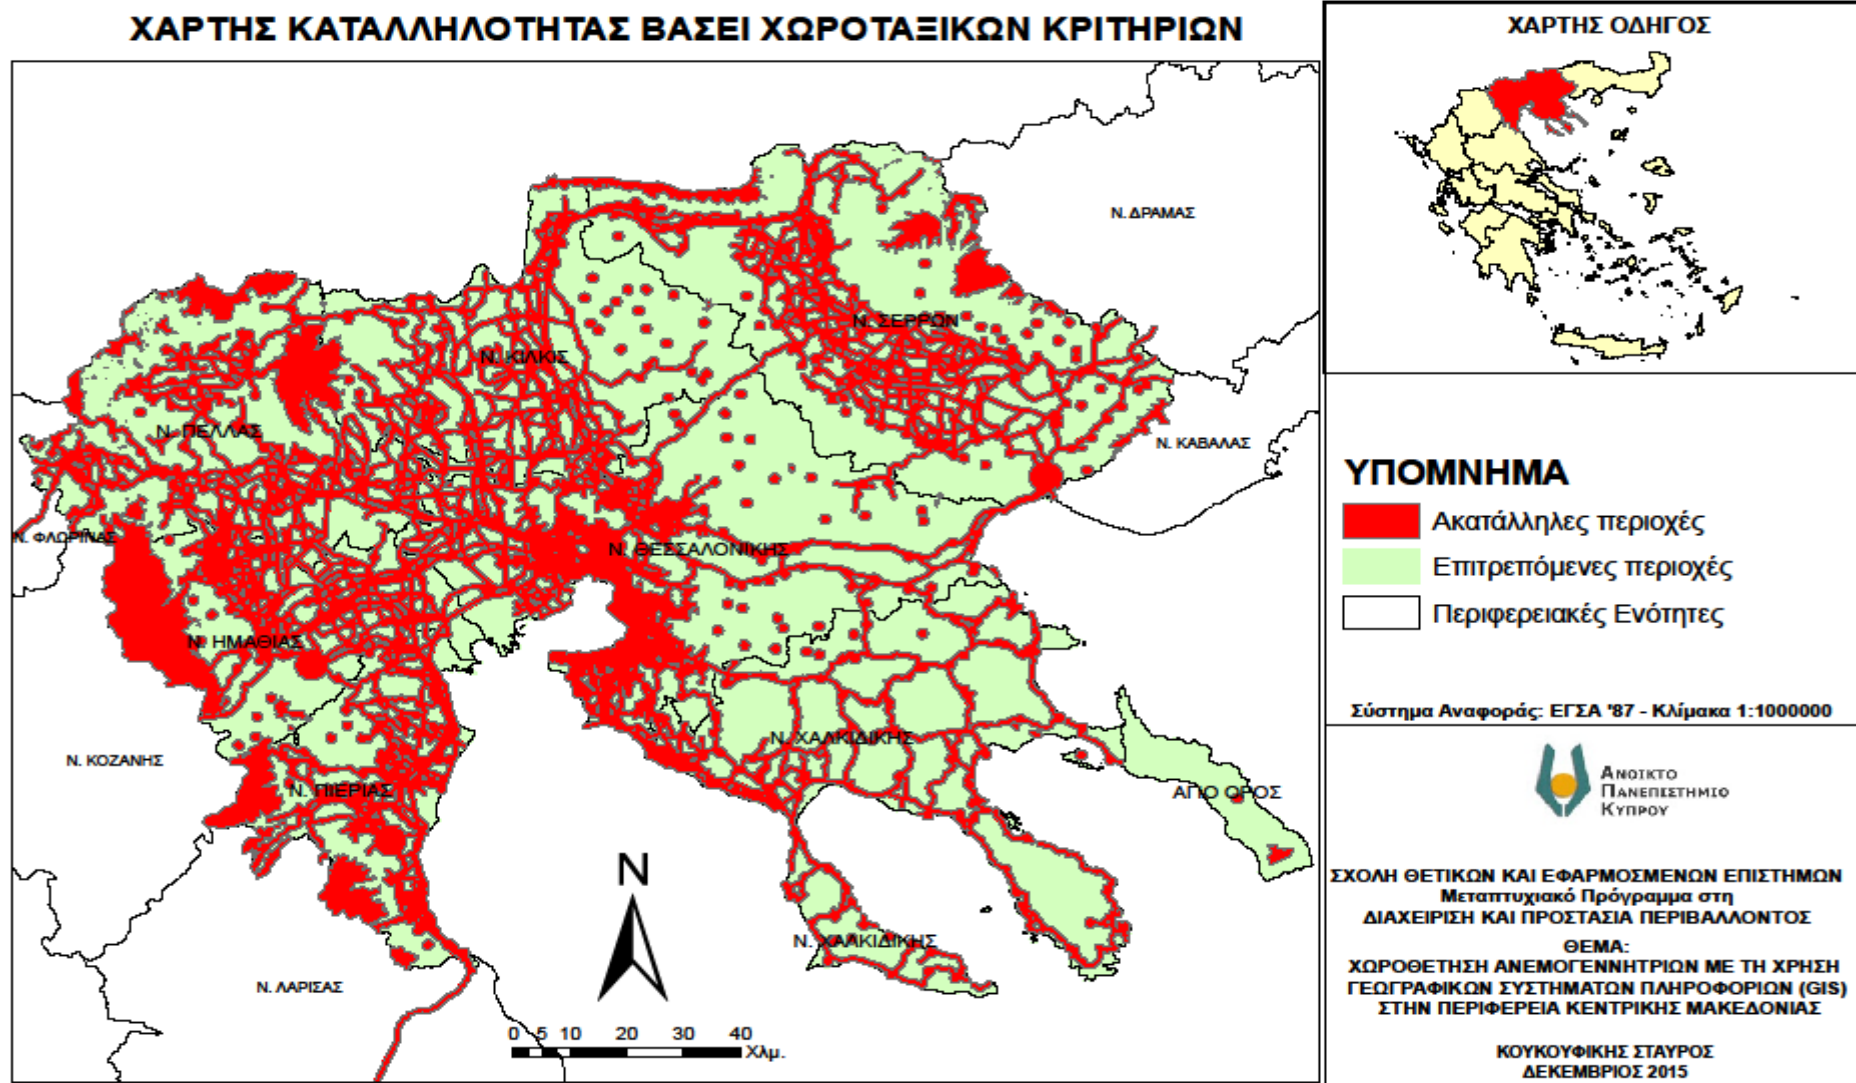 ΧΑΡΤΗΣ ΚΑΤΑΛΛΗΛΟΤΗΤΑΣ ΒΑΣΕΙ ΧΩΡΟΤΑΞΙΚΩΝ ΚΡΙΤΗΡΙΩΝ
Ν. ΔΡΑΜΑΣ
Ν. ΣΕΡΡΩΝ
Ν. ΚΙΛΚΙΣ
Ν. ΠΕΛΛΑΣ
Ν. ΚΑΒΑΛΑΣ
Ν. ΦΛΩΡΙΝΑΣ
Ν. ΘΕΣΣΑΛΟΝΙΚΗΣ
Ν. ΗΜΑΘΙΑΣ
Ν. ΧΑΛΚΙΔΙΚΗΣ
Ν. ΚΟΖΑΝΗΣ
Ν. ΠΙΕΡΙΑΣ
ΑΓΙΟ ΟΡΟΣ
Ν. ΧΑΛΚΙΔΙΚΗΣ
Ν. ΛΑΡΙΣΑΣ
N
0 5 10 20 30 40
Χλμ.
ΧΑΡΤΗΣ ΟΔΗΓΟΣ
ΥΠΟΜΝΗΜΑ
Ακατάλληλες περιοχές
Επιτρεπόμενες περιοχές
Περιφερειακές Ενότητες
Σύστημα Αναφοράς: ΕΓΣΑ '87 - Κλίμακα 1:1000000
ΑΝΟΙΚΤΟ
ΠΑΝΕΠΙΣΤΗΜΙΟ
ΚΥΠΡΟΥ
ΣΧΟΛΗ ΘΕΤΙΚΩΝ ΚΑΙ ΕΦΑΡΜΟΣΜΕΝΩΝ ΕΠΙΣΤΗΜΩΝ
Μεταπτυχιακό Πρόγραμμα στη
ΔΙΑΧΕΙΡΙΣΗ ΚΑΙ ΠΡΟΣΤΑΣΙΑ ΠΕΡΙΒΑΛΛΟΝΤΟΣ
ΘΕΜΑ:
ΧΩΡΟΘΕΤΗΣΗ ΑΝΕΜΟΓΕΝΝΗΤΡΙΩΝ ΜΕ ΤΗ ΧΡΗΣΗ
ΓΕΩΓΡΑΦΙΚΩΝ ΣΥΣΤΗΜΑΤΩΝ ΠΛΗΡΟΦΟΡΙΩΝ (GIS)
ΣΤΗΝ ΠΕΡΙΦΕΡΕΙΑ ΚΕΝΤΡΙΚΗΣ ΜΑΚΕΔΟΝΙΑΣ
ΚΟΥΚΟΥΦΙΚΗΣ ΣΤΑΥΡΟΣ
ΔΕΚΕΜΒΡΙΟΣ 2015